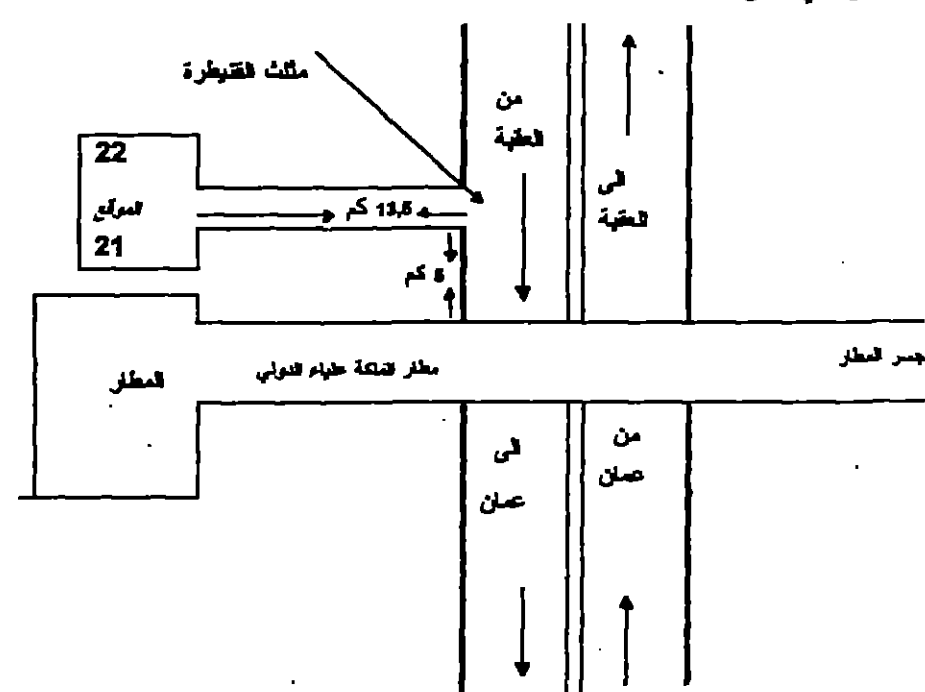 مثلث القنيطرة
من
العقبة
الى
العقبة
22
الموقع
21
13,5 كم
5 كم
جسر المطار
مطار الملكة علياء الدولي
المطار
الى
عمان
من
عمان